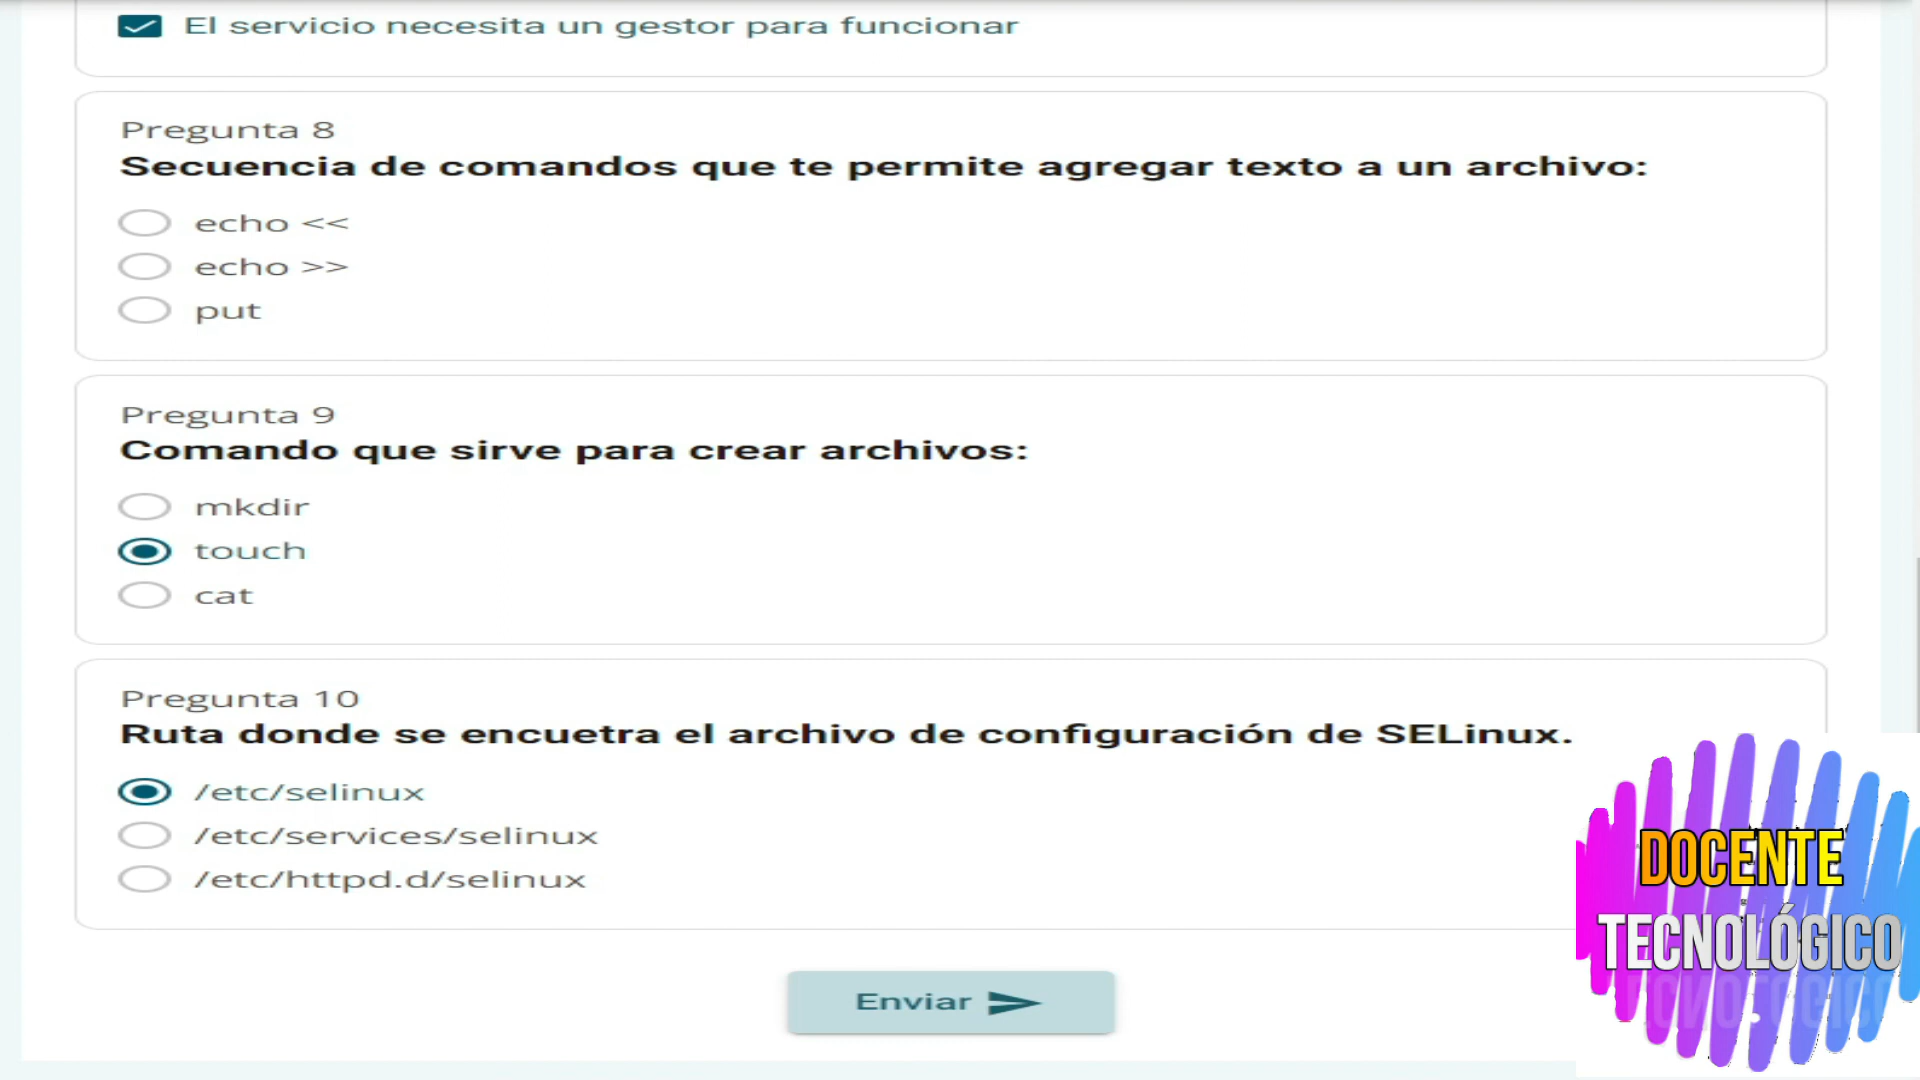 El servicio necesita un gestor para funcionar
Pregunta 8
Secuencia de comandos que te permite agregar texto a un archivo:
echo <<
echo >>
put
Pregunta 9
Comando que sirve para crear archivos:
mkdir
touch
cat
Pregunta 10
Ruta donde se encuetra el archivo de configuración de SELinux.
/etc/selinux
/etc/services/selinux
/etc/httpd.d/selinux
Enviar
DOCENTE
TECNOLÓGICO